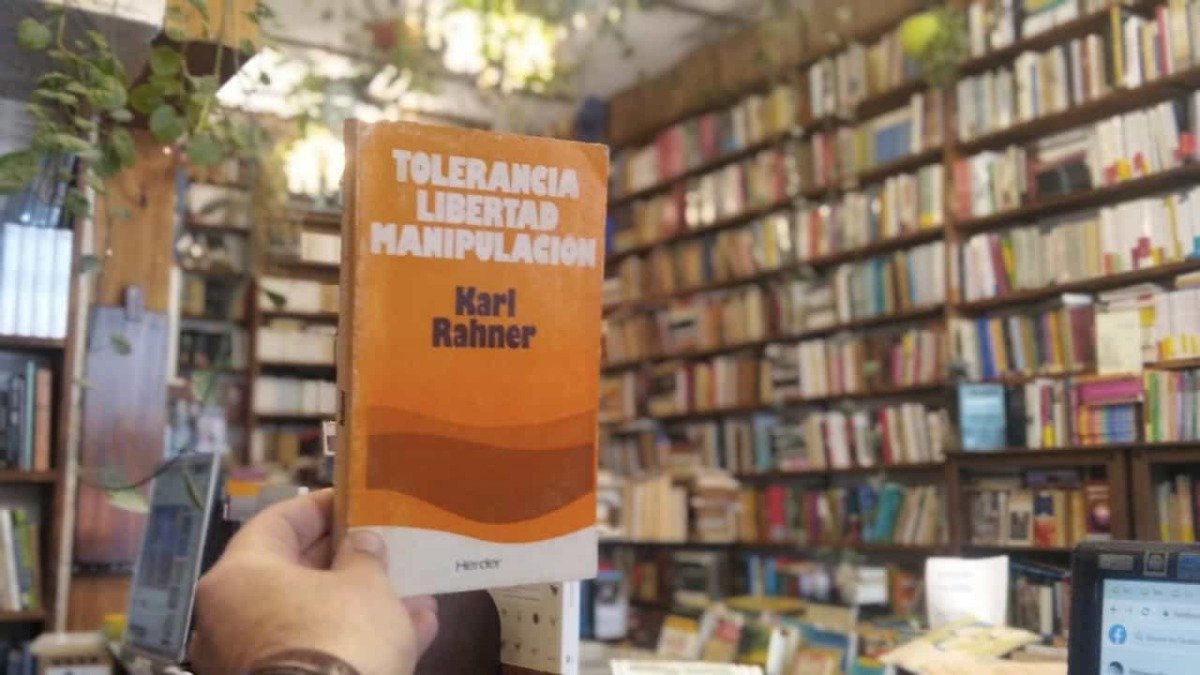 TOLERANCIA
LIBERTAD
MANIPULACION
Karl
Rahner
Herder